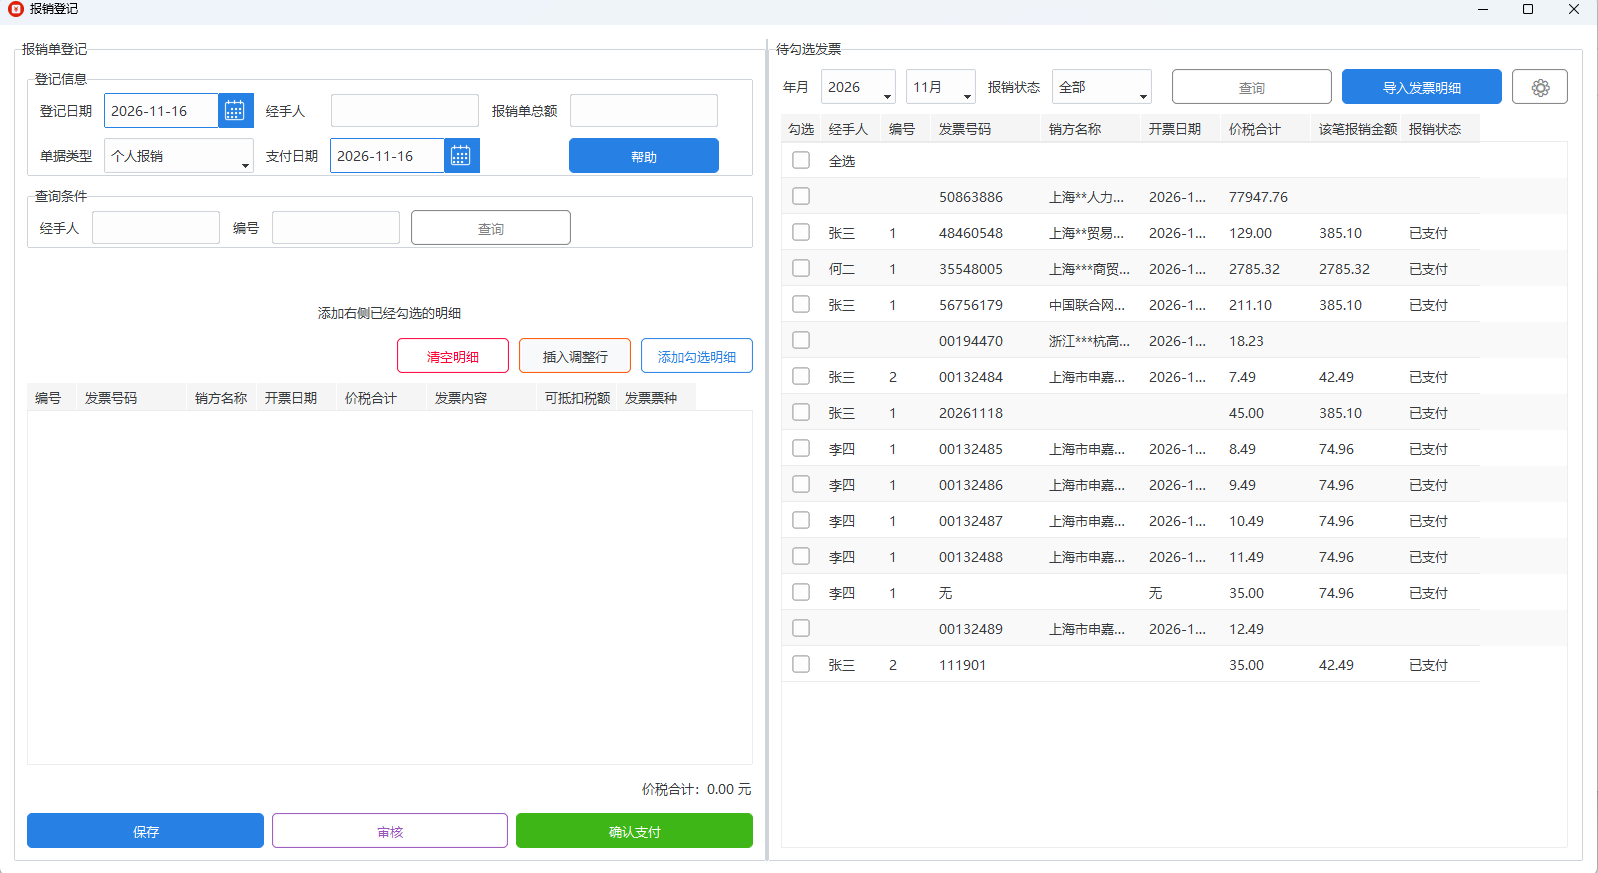 报销登记
报销单登记
登记信息
登记日期 2026-11-16 经手人 报销单总额
单据类型 个人报销 支付日期 2026-11-16 帮助
查询条件
经手人 编号 查询
添加右侧已经勾选的明细
清空明细 插入调整行 添加勾选明细
编号 发票号码 销方名称 开票日期 价税合计 发票内容 可抵扣税额 发票票种
价税合计：0.00 元
保存 审核 确认支付
待勾选发票
年月 2026 11月 报销状态 全部 查询 导入发票明细
勾选 经手人 编号 发票号码 销方名称 开票日期 价税合计 该笔报销金额 报销状态
全选
50863886 上海**人力... 2026-1... 77947.76
张三 1 48460548 上海**贸易... 2026-1... 129.00 385.10 已支付
何二 1 35548005 上海***商贸... 2026-1... 2785.32 2785.32 已支付
张三 1 56756179 中国联合网... 2026-1... 211.10 385.10 已支付
00194470 浙江***杭高... 2026-1... 18.23
张三 2 00132484 上海市申嘉... 2026-1... 7.49 42.49 已支付
张三 1 20261118 45.00 385.10 已支付
李四 1 00132485 上海市申嘉... 2026-1... 8.49 74.96 已支付
李四 1 00132486 上海市申嘉... 2026-1... 9.49 74.96 已支付
李四 1 00132487 上海市申嘉... 2026-1... 10.49 74.96 已支付
李四 1 00132488 上海市申嘉... 2026-1... 11.49 74.96 已支付
李四 1 无 无 35.00 74.96 已支付
00132489 上海市申嘉... 2026-1... 12.49
张三 2 111901 35.00 42.49 已支付